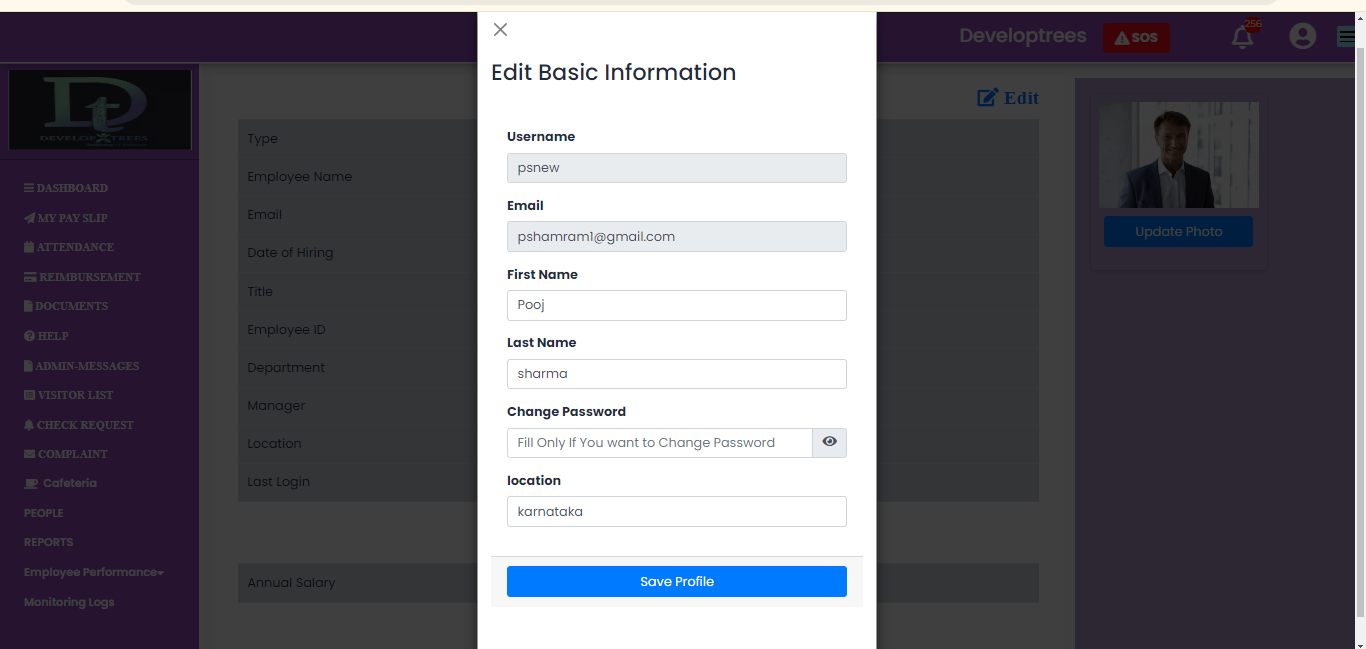 Developtrees
SOS
256
DEVELOP TREES
DASHBOARD
MY PAY SLIP
ATTENDANCE
REIMBURSEMENT
DOCUMENTS
HELP
ADMIN-MESSAGES
VISITOR LIST
CHECK REQUEST
COMPLAINT
Cafeteria
PEOPLE
REPORTS
Employee Performance
Monitoring Logs
Edit
Type
Employee Name
Email
Date of Hiring
Title
Employee ID
Department
Manager
Location
Last Login
Annual Salary
Edit Basic Information
Username
psnew
Email
pshamram1@gmail.com
First Name
Pooj
Last Name
sharma
Change Password
Fill Only If You want to Change Password
location
karnataka
Save Profile
Update Photo